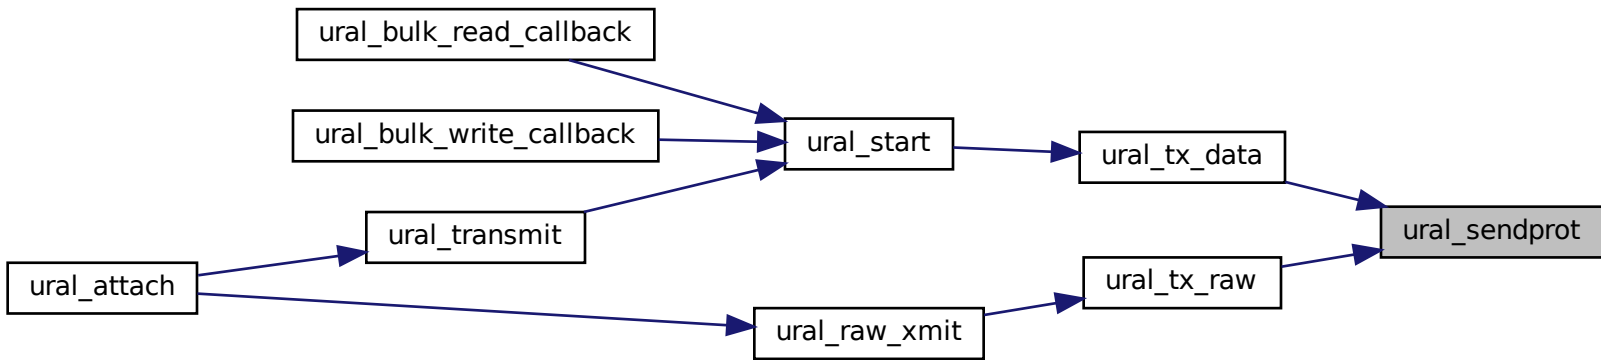 ural_bulk_read_callback
ural_bulk_write_callback
ural_start
ural_tx_data
ural_sendprot
ural_transmit
ural_attach
ural_tx_raw
ural_raw_xmit